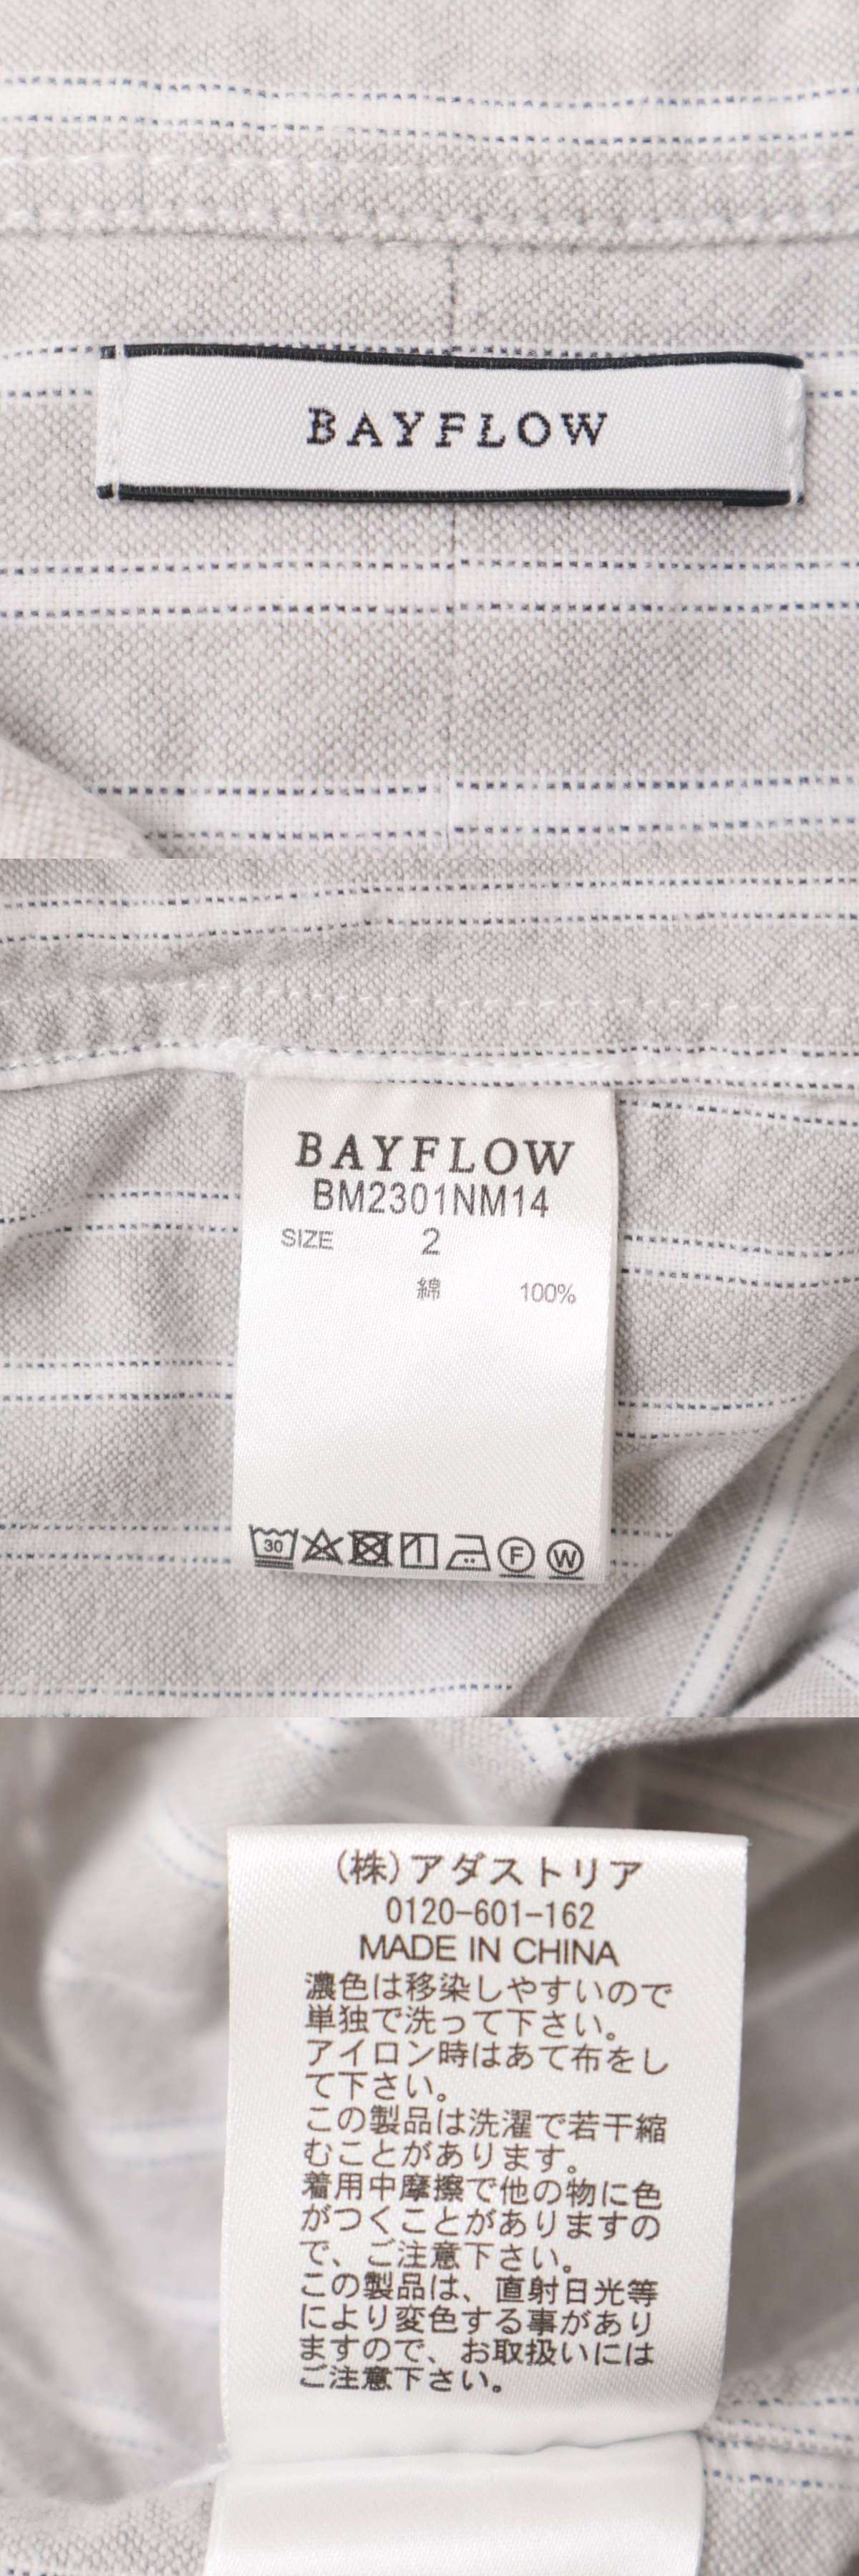 BAYFLOW
BAYFLOW
BM2301NM14
SIZE 2
綿 100%
30 F W
(株)アダストリア
0120-601-162
MADE IN CHINA
濃色は移染しやすいので
単独で洗って下さい。
アイロン時はあて布をし
て下さい。
この製品は洗濯で若干縮
むことがあります。
着用中摩擦で他の物に色
がつくことがありますの
で、ご注意下さい。
この製品は、直射日光等
により変色する事があり
ますので、お取扱いには
ご注意下さい。